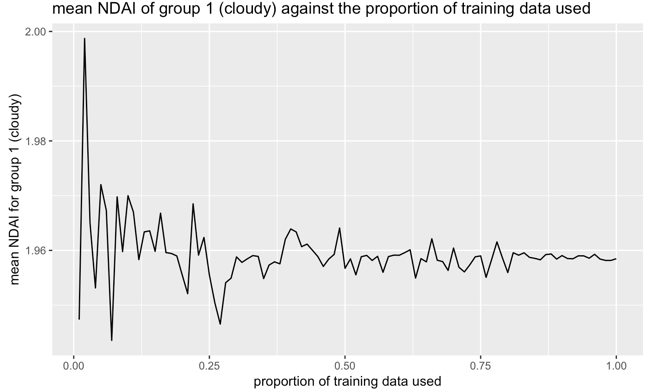 mean NDAI of group 1 (cloudy) against the proportion of training data used
2.00
1.98
1.96
mean NDAI for group 1 (cloudy)
0.00 0.25 0.50 0.75 1.00
proportion of training data used